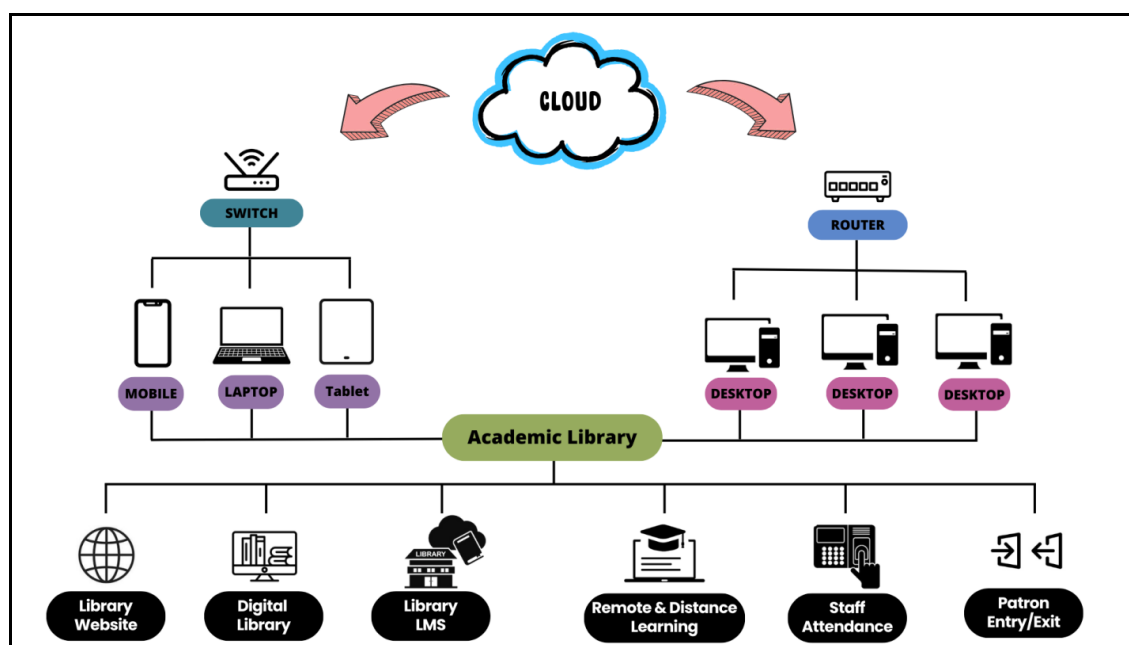 CLOUD
SWITCH
ROUTER
MOBILE
LAPTOP
Tablet
DESKTOP
DESKTOP
DESKTOP
Academic Library
LIBRARY
Library
Website
Digital
Library
Library
LMS
Remote & Distance
Learning
Staff
Attendance
Patron
Entry/Exit